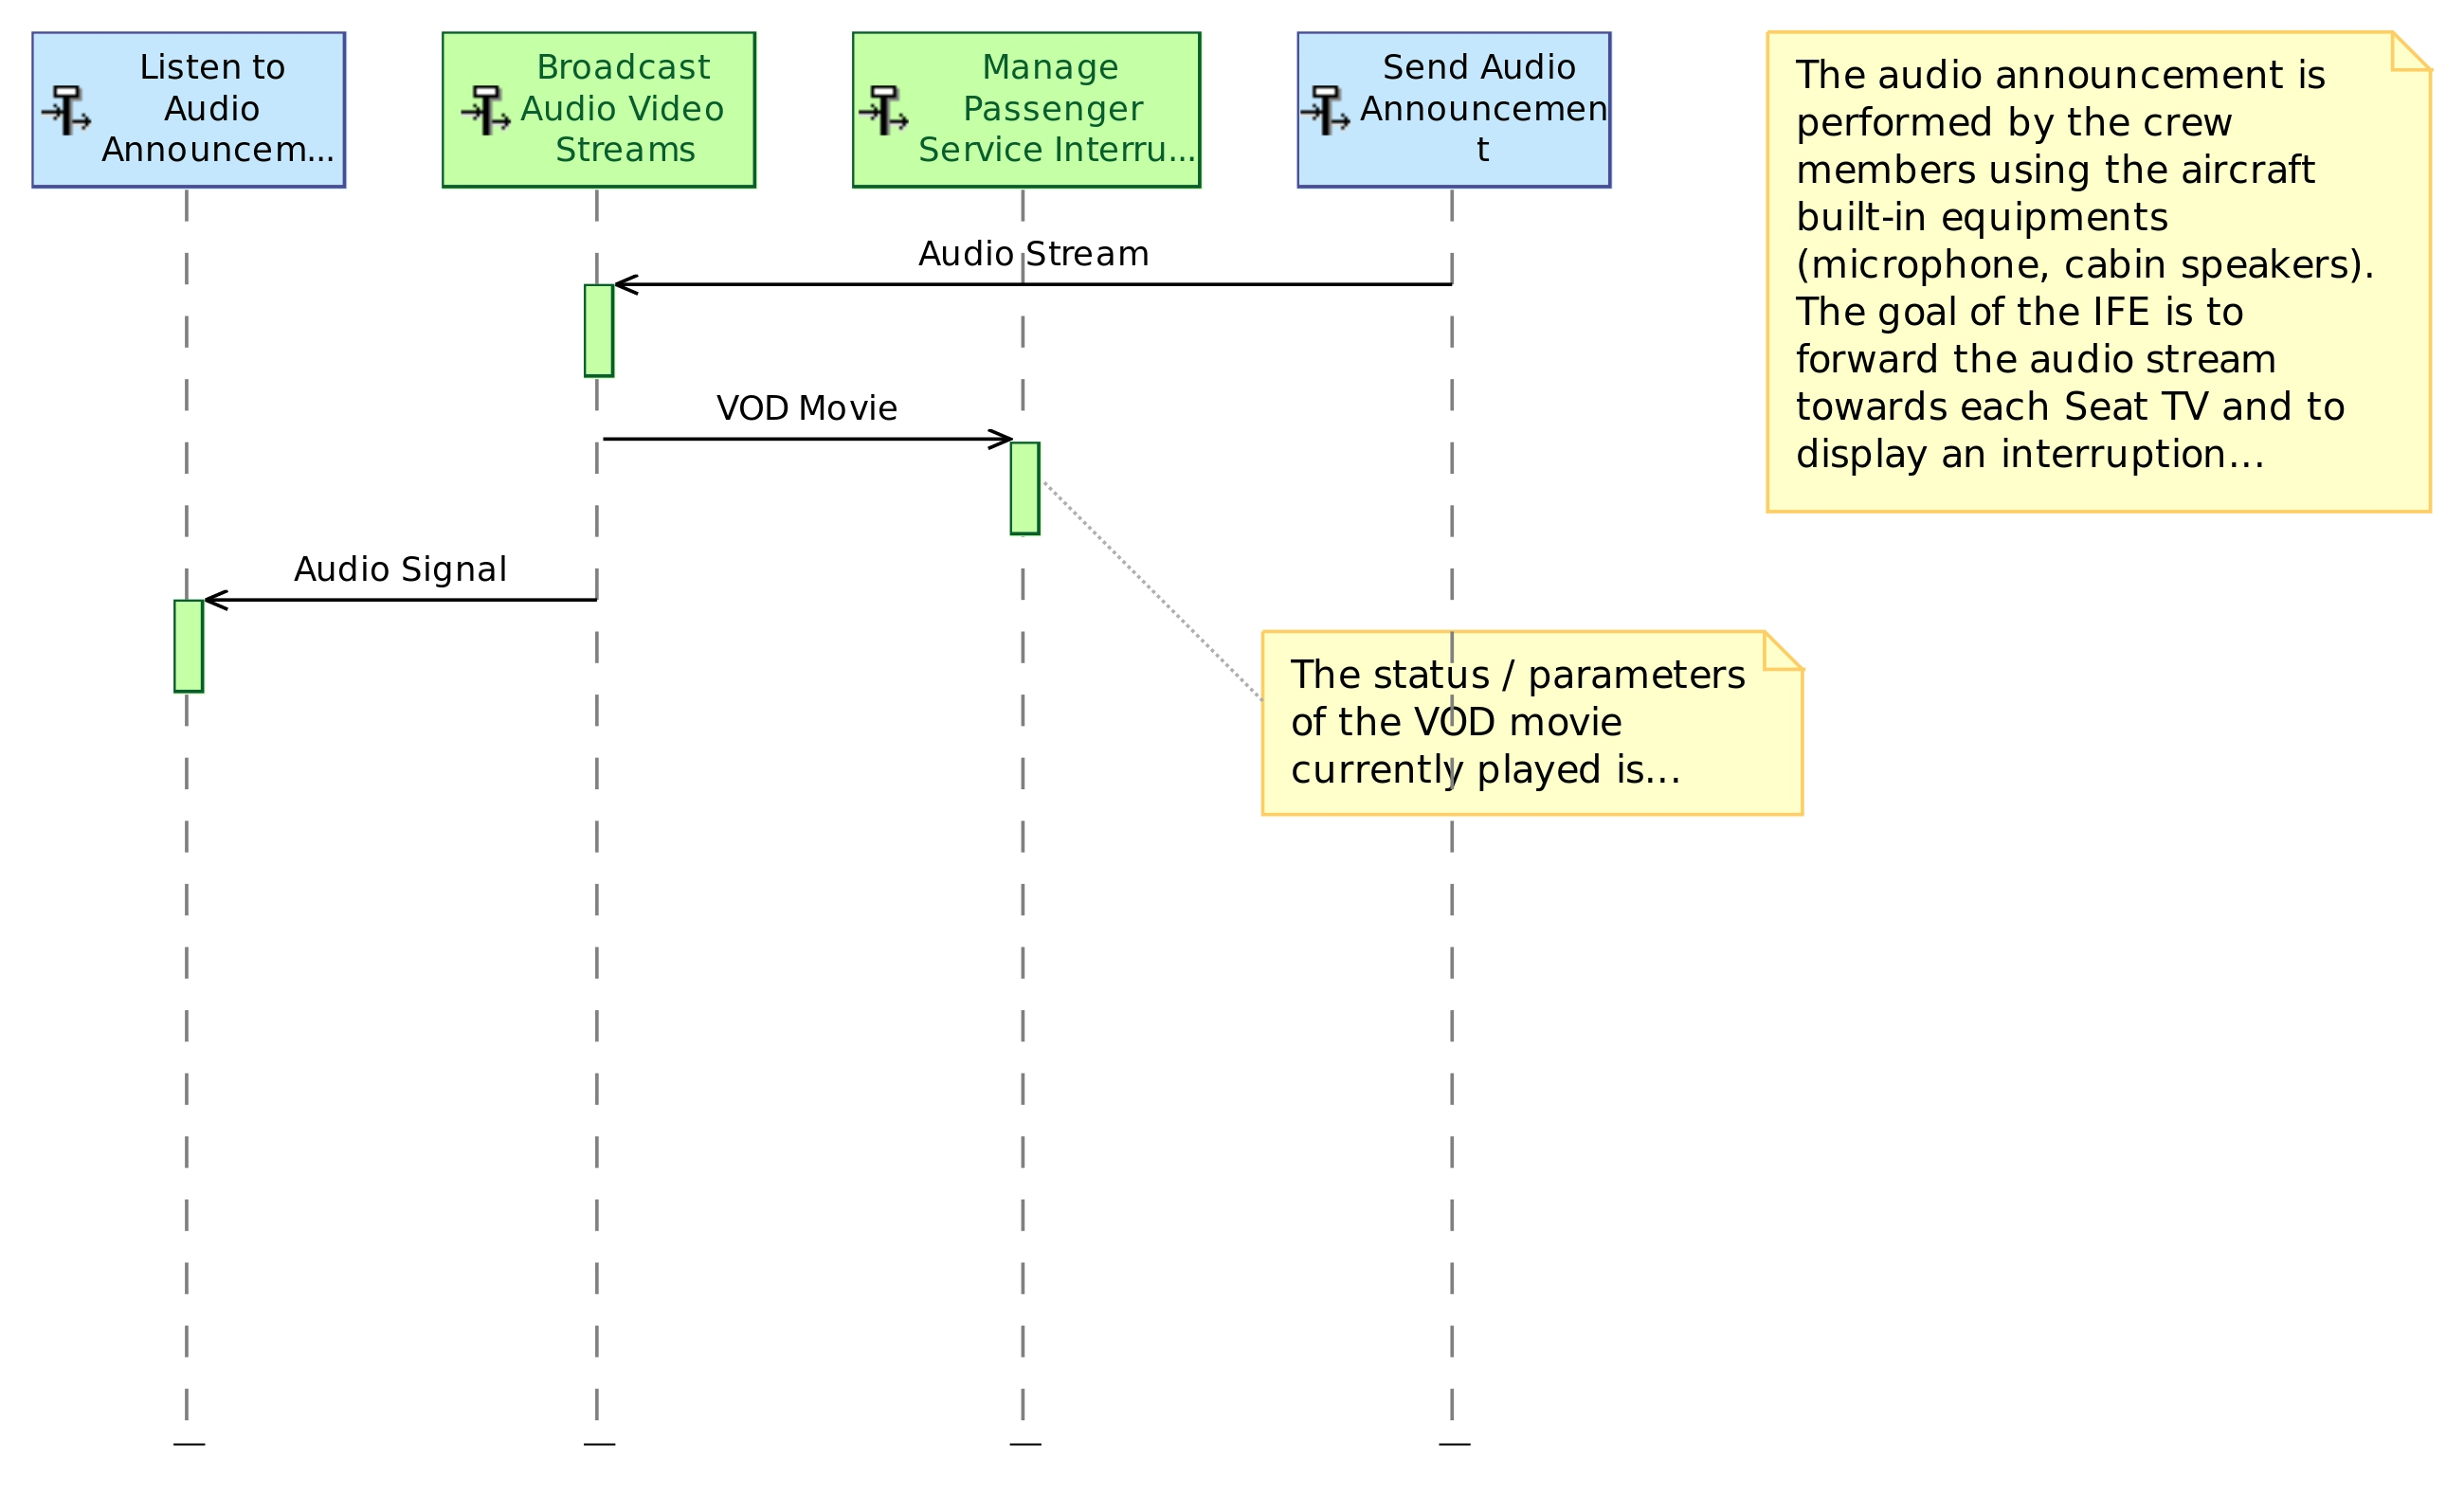 Listen to
Audio
Announcem...
Broadcast
Audio Video
Streams
Manage
Passenger
Service Interru...
Send Audio
Announcemen
t
The audio announcement is
performed by the crew
members using the aircraft
built-in equipments
(microphone, cabin speakers).
The goal of the IFE is to
forward the audio stream
towards each Seat TV and to
display an interruption...
Audio Stream
VOD Movie
Audio Signal
The status / parameters
of the VOD movie
currently played is...